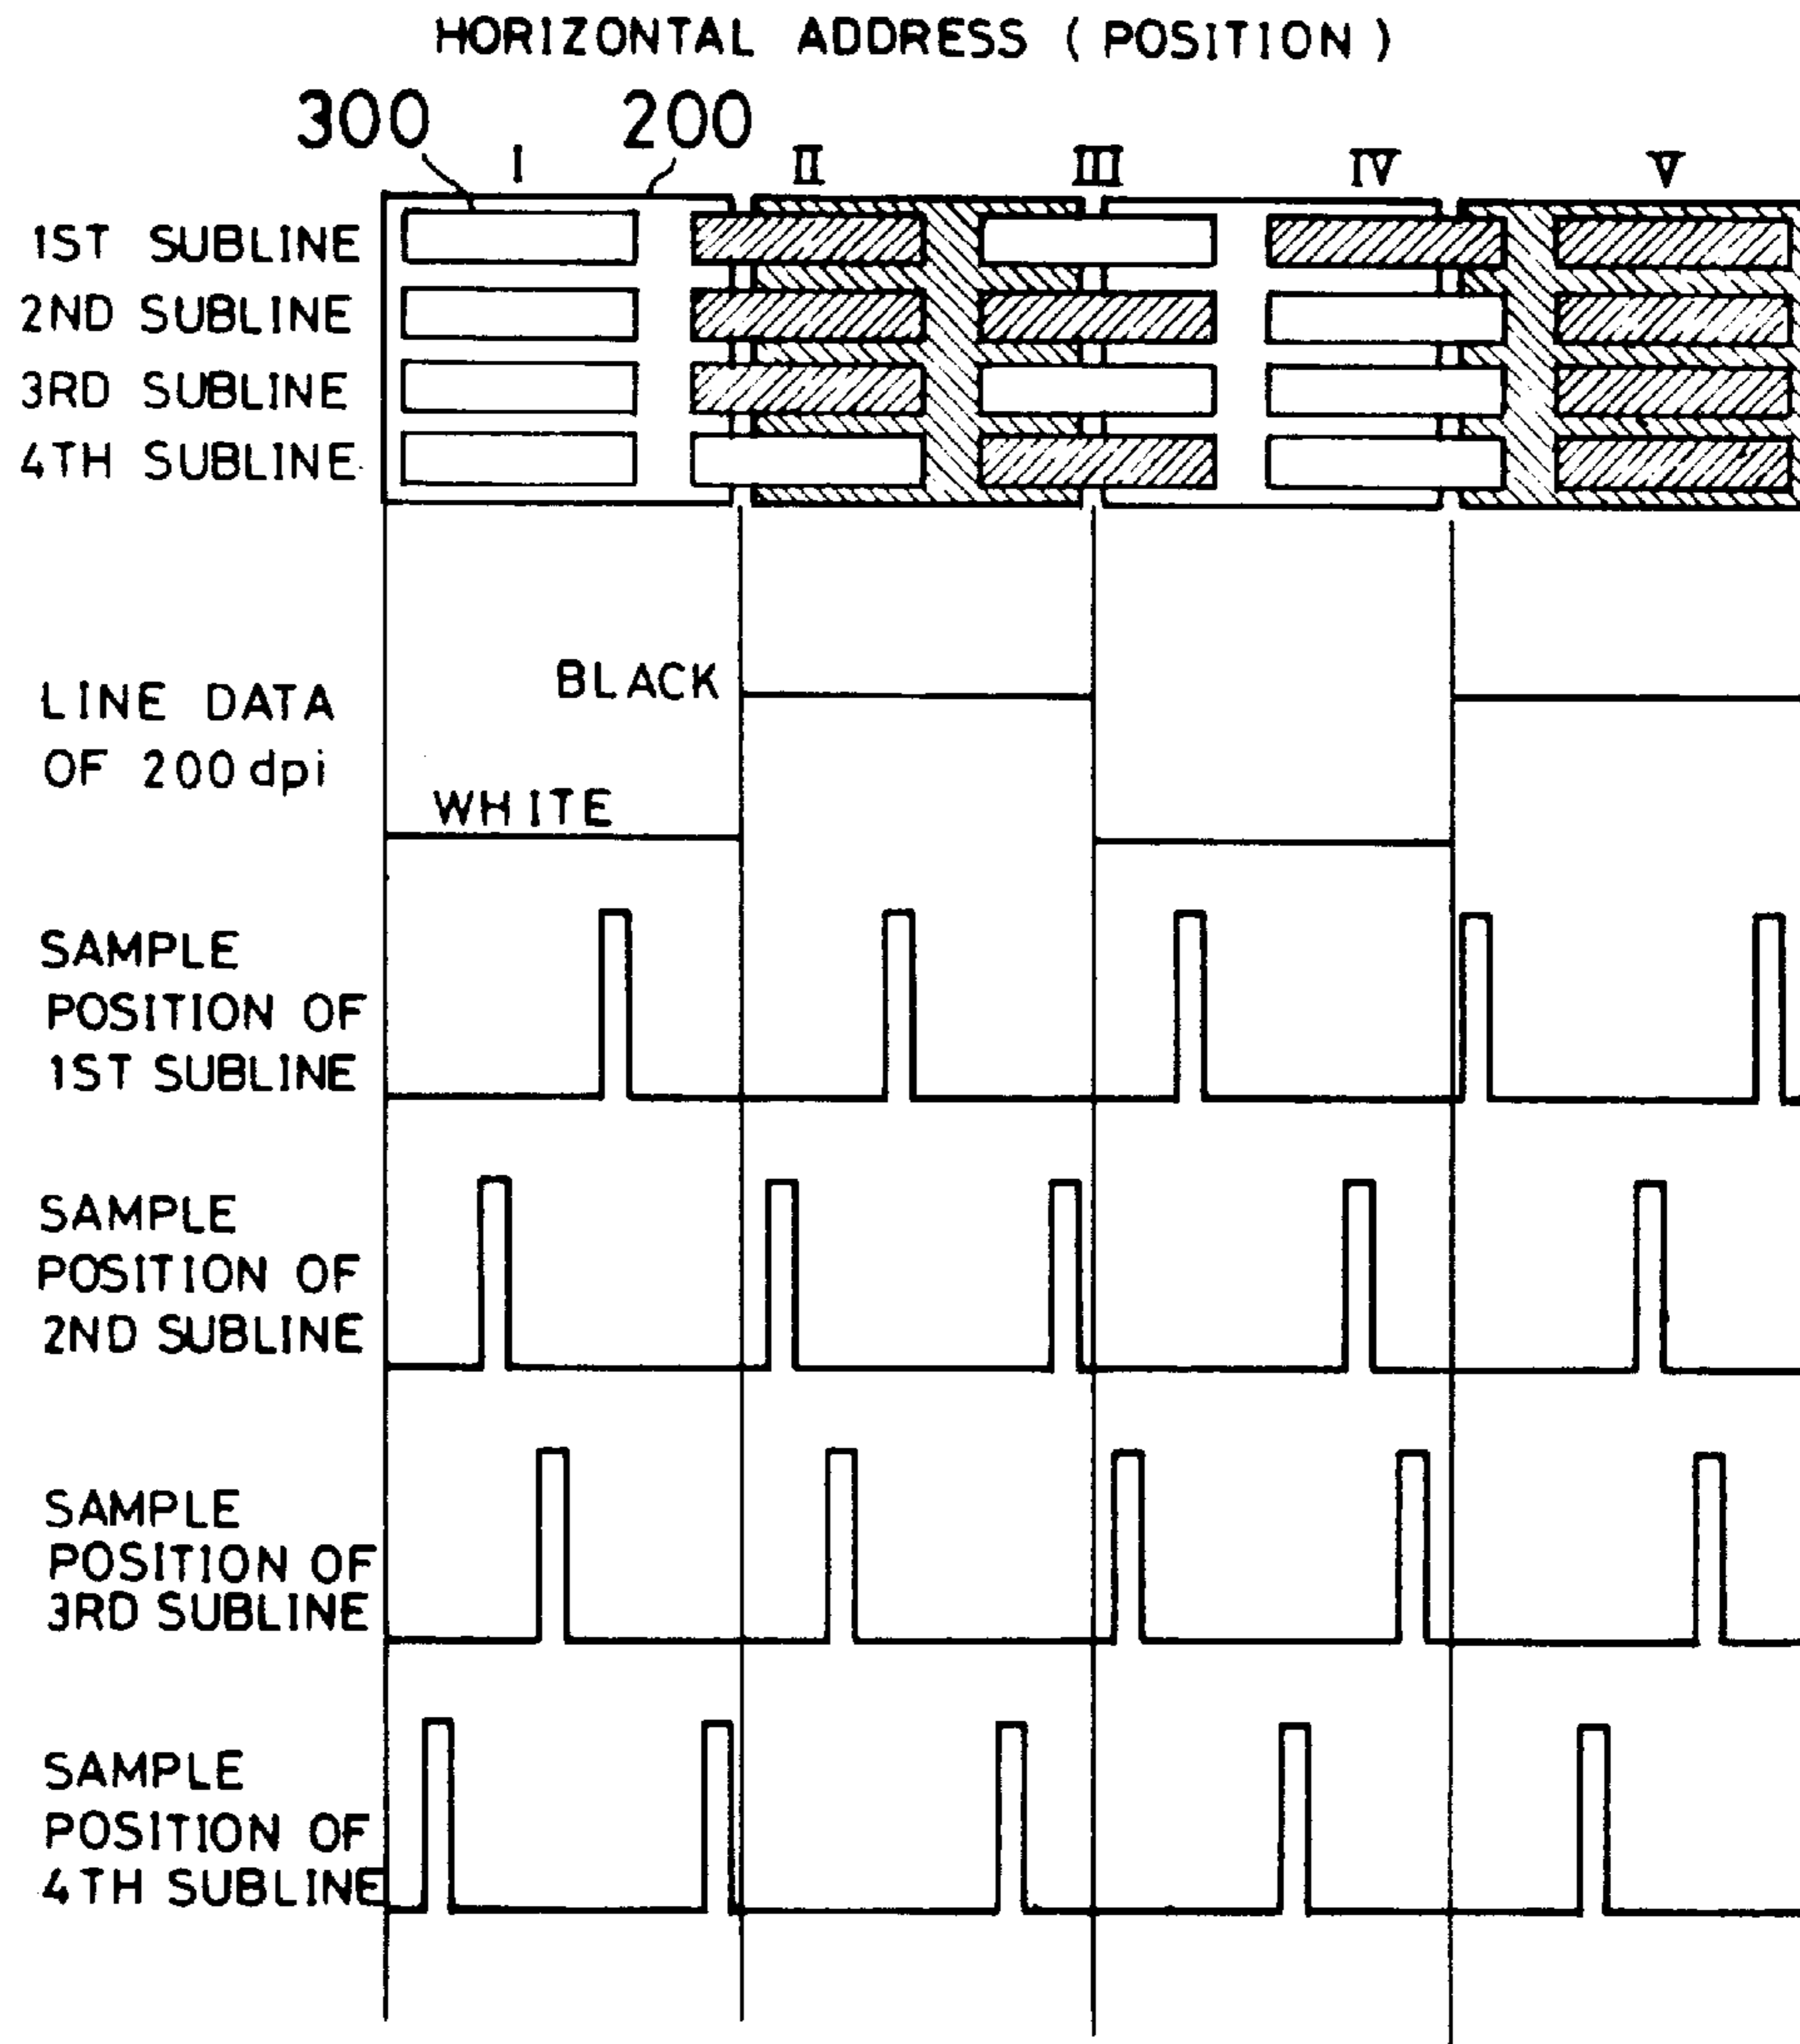 HORIZONTAL ADDRESS ( POSITION )
300 200
I II III IV V
1ST SUBLINE
2ND SUBLINE
3RD SUBLINE
4TH SUBLINE
BLACK
LINE DATA
OF 200 dpi
WHITE
SAMPLE
POSITION OF
1ST SUBLINE
SAMPLE
POSITION OF
2ND SUBLINE
SAMPLE
POSITION OF
3RD SUBLINE
SAMPLE
POSITION OF
4TH SUBLINE